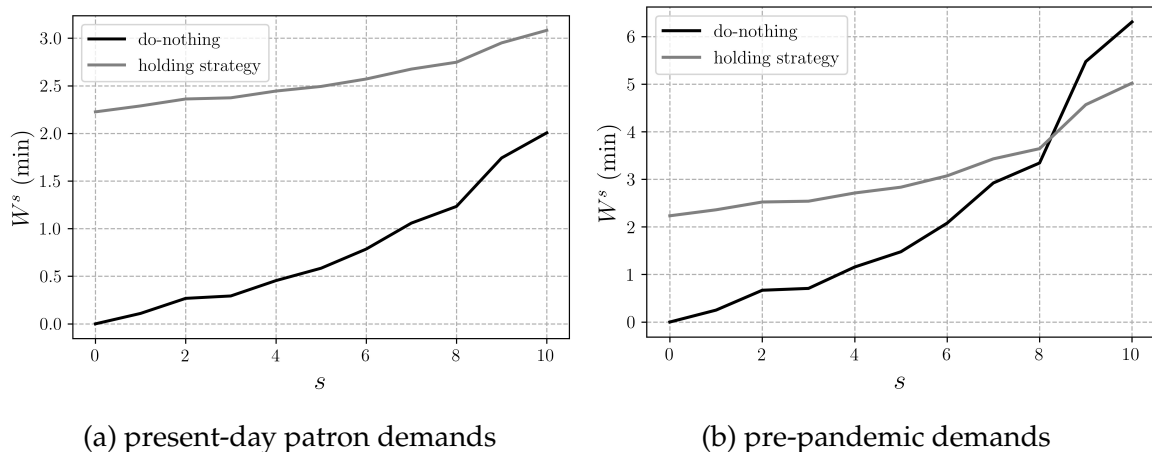 do-nothing
holding strategy
3.0
2.5
2.0
1.5
1.0
0.5
0.0
W^s (min)
0 2 4 6 8 10
s
(a) present-day patron demands
do-nothing
holding strategy
6
5
4
3
2
1
0
W^s (min)
0 2 4 6 8 10
s
(b) pre-pandemic demands